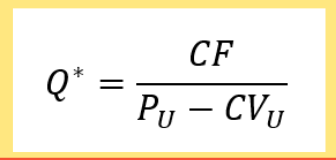 Q* = CF / (P_U − CV_U)